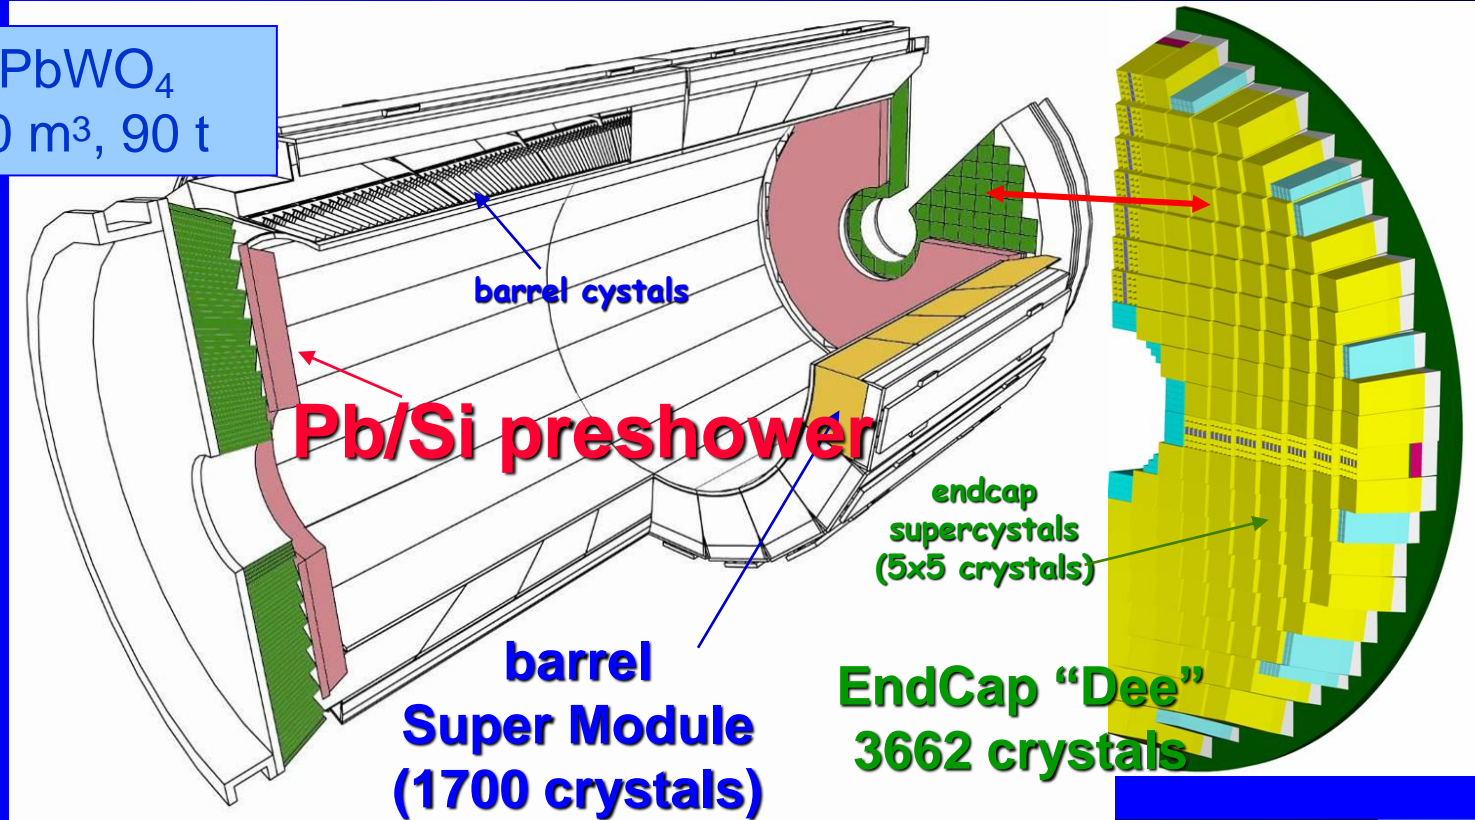 PbWO₄
0 m³, 90 t
barrel cystals
Pb/Si preshower
endcap
supercystals
(5x5 crystals)
barrel
Super Module
(1700 crystals)
EndCap “Dee”
3662 crystals